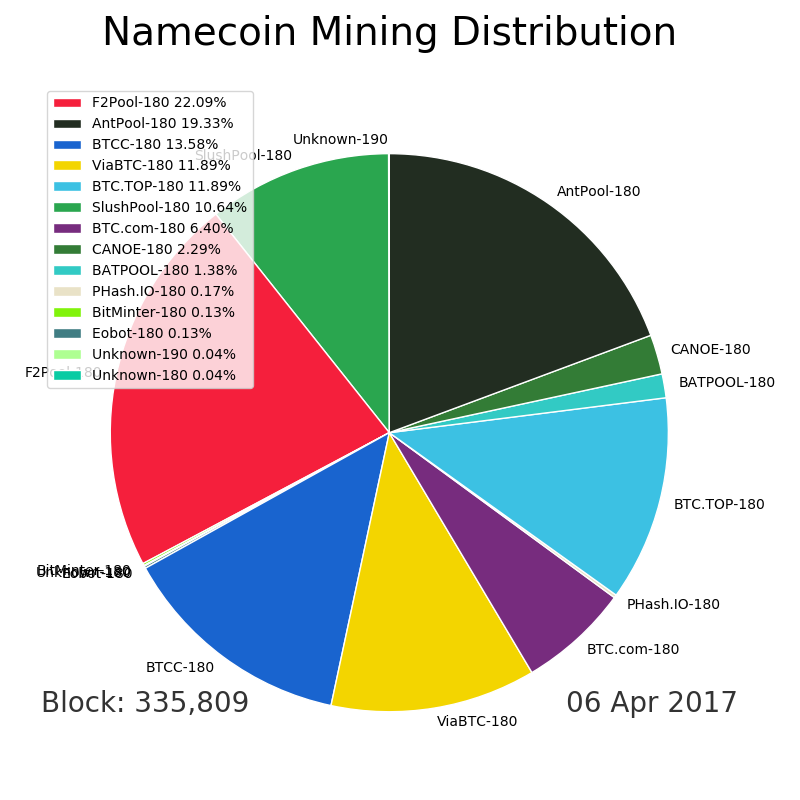 Namecoin Mining Distribution
F2Pool-180 22.09%
AntPool-180 19.33%
BTCC-180 13.58%
ViaBTC-180 11.89%
BTC.TOP-180 11.89%
SlushPool-180 10.64%
BTC.com-180 6.40%
CANOE-180 2.29%
BATPOOL-180 1.38%
PHash.IO-180 0.17%
BitMinter-180 0.13%
Eobot-180 0.13%
Unknown-190 0.04%
Unknown-180 0.04%
Unknown-190
SlushPool-180
AntPool-180
CANOE-180
F2Pool-180
BATPOOL-180
BTC.TOP-180
BitMinter-180
Unknown-180
Eobot-180
PHash.IO-180
BTC.com-180
BTCC-180
ViaBTC-180
Block: 335,809
06 Apr 2017